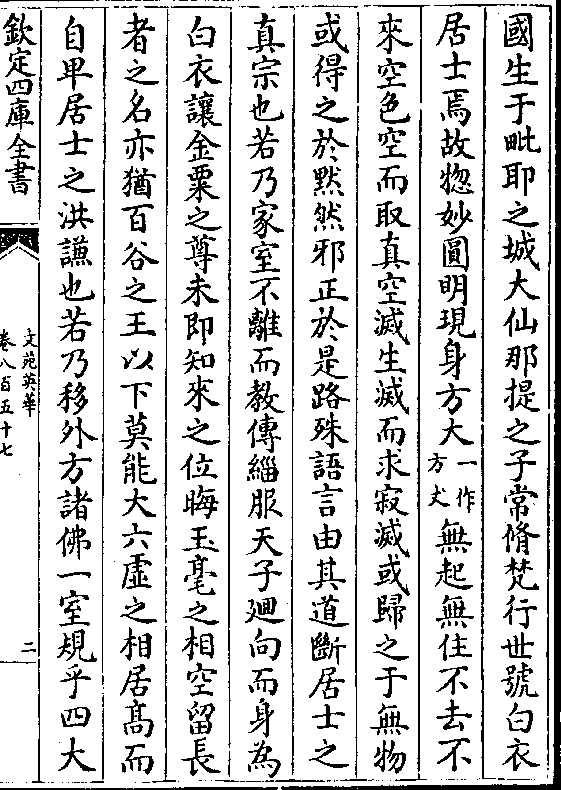 國生于毗耶之城大仙那提之子常脩梵行世號白衣
居士焉故惣妙圓明現身方大一作方丈無起無住不去不
來空色空而取真空滅生滅而求寂滅或歸之于無物
或得之於黙然邪正於是路殊語言由其道斷居士之
真宗也若乃家室不離而教傳緇服天子廻向而身為
白衣讓金粟之尊未即知來之位晦玉毫之相空留長
者之名亦猶百谷之王以下莫能大六虛之相居髙而
自卑居士之洪謙也若乃移外方諸佛一室規乎四大
欽定四庫全書
文苑英華
卷八百五十七
二